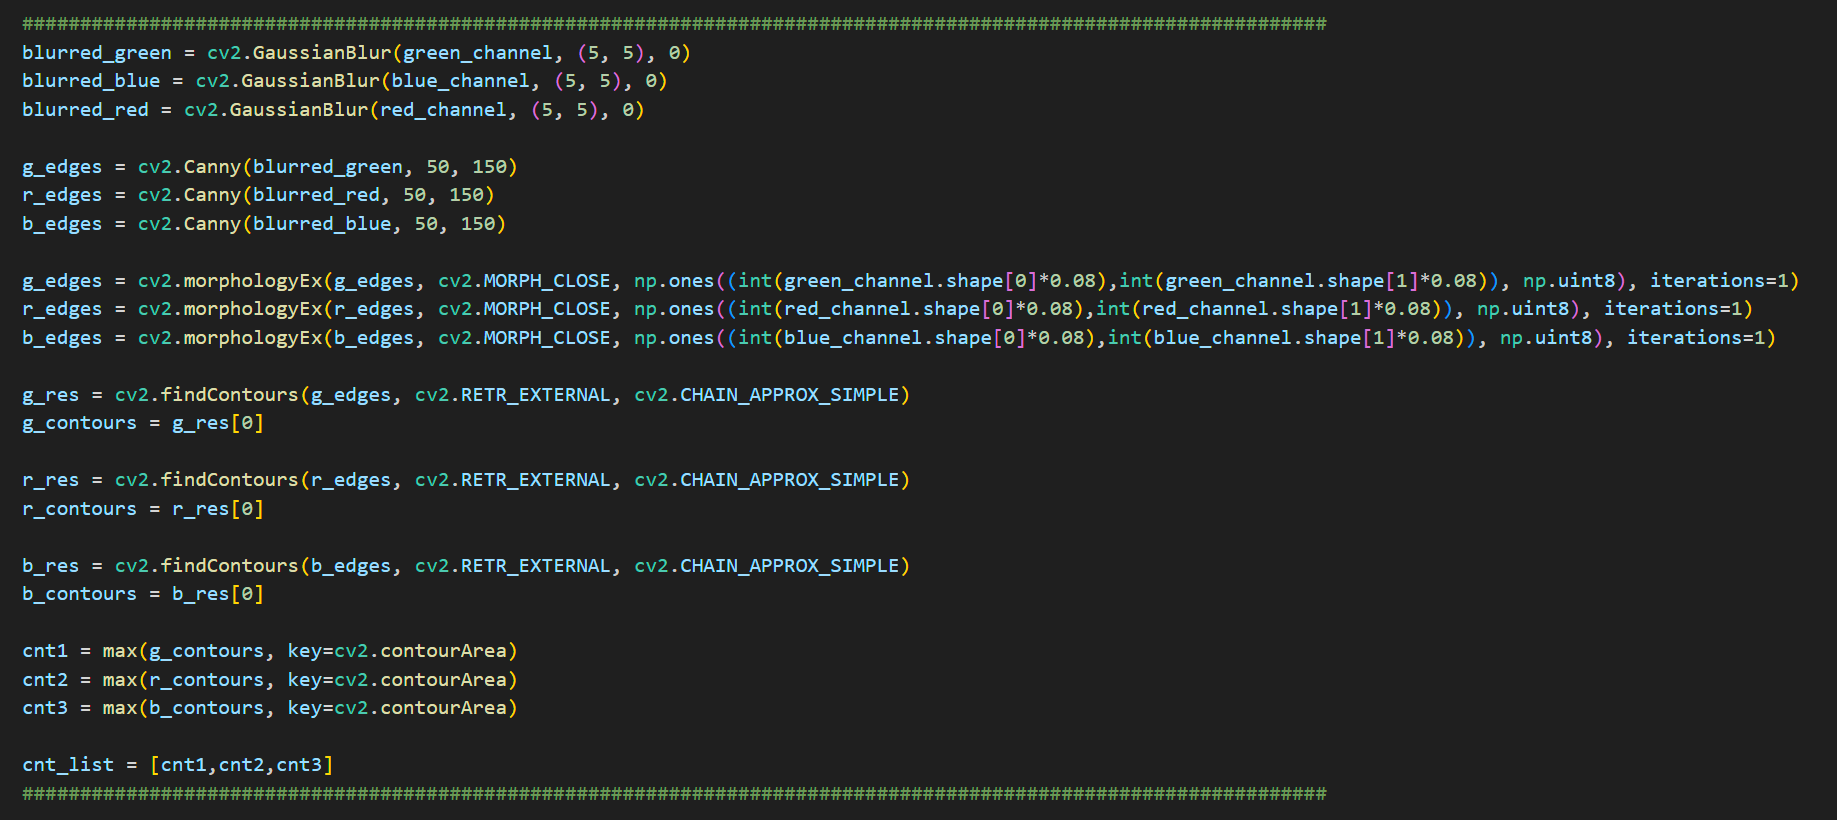 #################################################################################################################
blurred_green = cv2.GaussianBlur(green_channel, (5, 5), 0)
blurred_blue = cv2.GaussianBlur(blue_channel, (5, 5), 0)
blurred_red = cv2.GaussianBlur(red_channel, (5, 5), 0)

g_edges = cv2.Canny(blurred_green, 50, 150)
r_edges = cv2.Canny(blurred_red, 50, 150)
b_edges = cv2.Canny(blurred_blue, 50, 150)

g_edges = cv2.morphologyEx(g_edges, cv2.MORPH_CLOSE, np.ones((int(green_channel.shape[0]*0.08),int(green_channel.shape[1]*0.08)), np.uint8), iterations=1)
r_edges = cv2.morphologyEx(r_edges, cv2.MORPH_CLOSE, np.ones((int(red_channel.shape[0]*0.08),int(red_channel.shape[1]*0.08)), np.uint8), iterations=1)
b_edges = cv2.morphologyEx(b_edges, cv2.MORPH_CLOSE, np.ones((int(blue_channel.shape[0]*0.08),int(blue_channel.shape[1]*0.08)), np.uint8), iterations=1)

g_res = cv2.findContours(g_edges, cv2.RETR_EXTERNAL, cv2.CHAIN_APPROX_SIMPLE)
g_contours = g_res[0]

r_res = cv2.findContours(r_edges, cv2.RETR_EXTERNAL, cv2.CHAIN_APPROX_SIMPLE)
r_contours = r_res[0]

b_res = cv2.findContours(b_edges, cv2.RETR_EXTERNAL, cv2.CHAIN_APPROX_SIMPLE)
b_contours = b_res[0]

cnt1 = max(g_contours, key=cv2.contourArea)
cnt2 = max(r_contours, key=cv2.contourArea)
cnt3 = max(b_contours, key=cv2.contourArea)

cnt_list = [cnt1,cnt2,cnt3]
#################################################################################################################